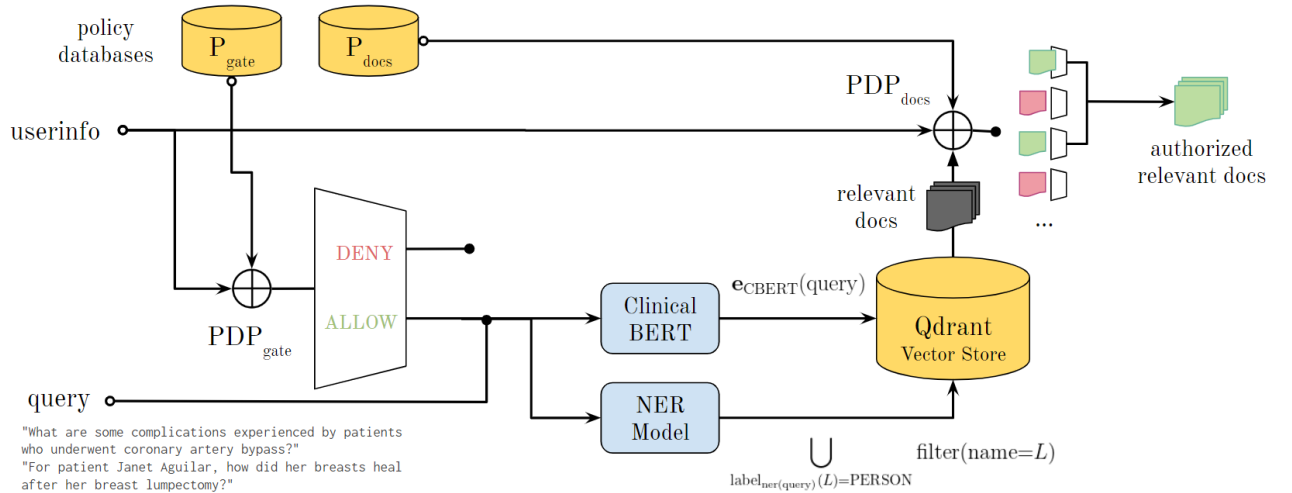 policy
databases
P_gate
P_docs
PDP_docs
userinfo
authorized
relevant docs
relevant
docs
...
DENY
ALLOW
PDP_gate
Clinical
BERT
e_CBERT(query)
Qdrant
Vector Store
query
NER
Model
"What are some complications experienced by patients
who underwent coronary artery bypass?"
"For patient Janet Aguilar, how did her breasts heal
after her breast lumpectomy?"
⋃ filter(name=L)
label_ner(query)(L)=PERSON